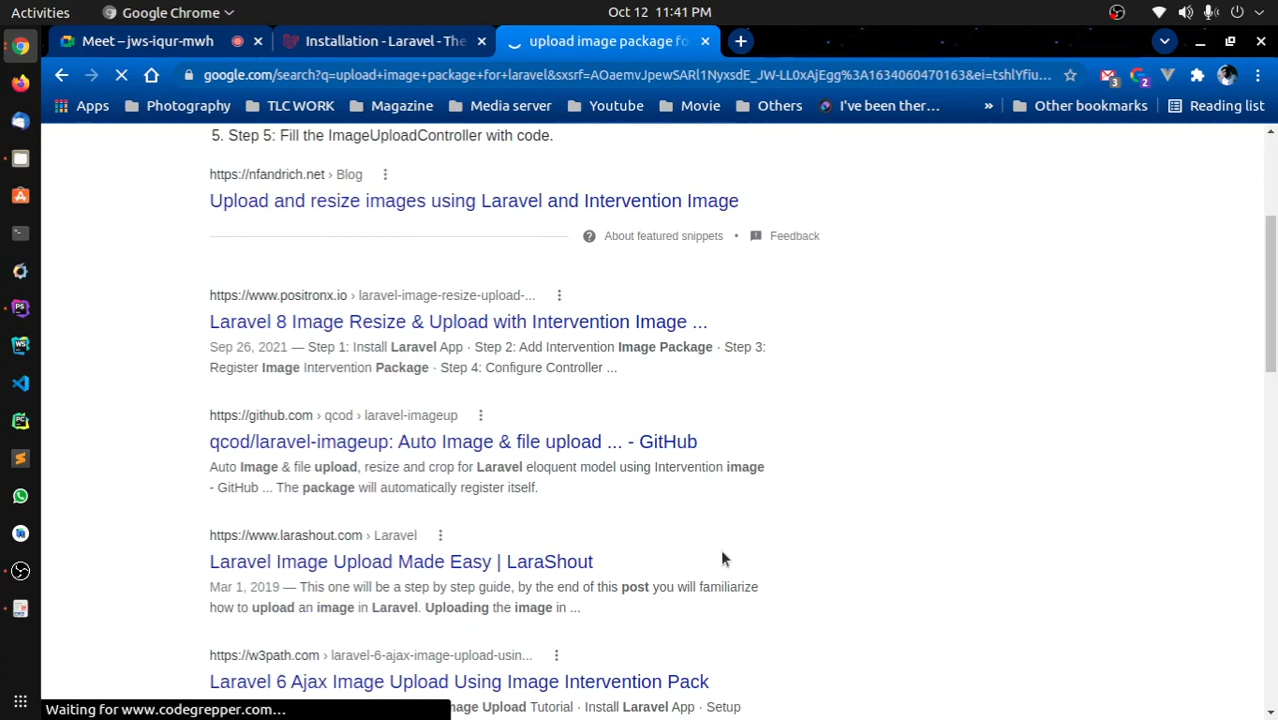 Activities
Google Chrome
Oct 12 11:41 PM
Meet – jws-iqur-mwh
Installation - Laravel - The
upload image package fo
google.com/search?q=upload+image+package+for+laravel&sxsrf=AOaemvJpewSARl1NyxsdE_JW-LL0xAjEgg%3A1634060470163&ei=tshlYfiu...
3
2
Apps
Photography
TLC WORK
Magazine
Media server
Youtube
Movie
Others
I've been ther...
»
Other bookmarks
Reading list
5. Step 5: Fill the ImageUploadController with code.
https://nfandrich.net › Blog
Upload and resize images using Laravel and Intervention Image
About featured snippets • Feedback
https://www.positronx.io › laravel-image-resize-upload-...
Laravel 8 Image Resize & Upload with Intervention Image ...
Sep 26, 2021 — Step 1: Install Laravel App · Step 2: Add Intervention Image Package · Step 3:
Register Image Intervention Package · Step 4: Configure Controller ...
https://github.com › qcod › laravel-imageup
qcod/laravel-imageup: Auto Image & file upload ... - GitHub
Auto Image & file upload, resize and crop for Laravel eloquent model using Intervention image
- GitHub ... The package will automatically register itself.
https://www.larashout.com › Laravel
Laravel Image Upload Made Easy | LaraShout
Mar 1, 2019 — This one will be a step by step guide, by the end of this post you will familiarize
how to upload an image in Laravel. Uploading the image in ...
https://w3path.com › laravel-6-ajax-image-upload-usin...
Laravel 6 Ajax Image Upload Using Image Intervention Pack
mage Upload Tutorial · Install Laravel App · Setup
Waiting for www.codegrepper.com...